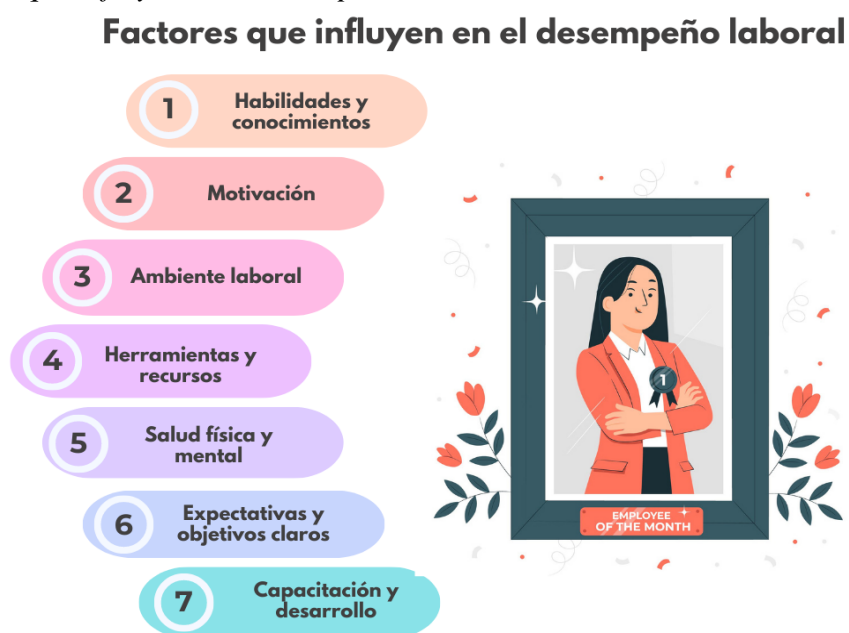 Factores que influyen en el desempeño laboral
1
Habilidades y
conocimientos
2
Motivación
3
Ambiente laboral
4
Herramientas y
recursos
5
Salud física y
mental
6
Expectativas y
objetivos claros
7
Capacitación y
desarrollo
1
EMPLOYEE
OF THE MONTH